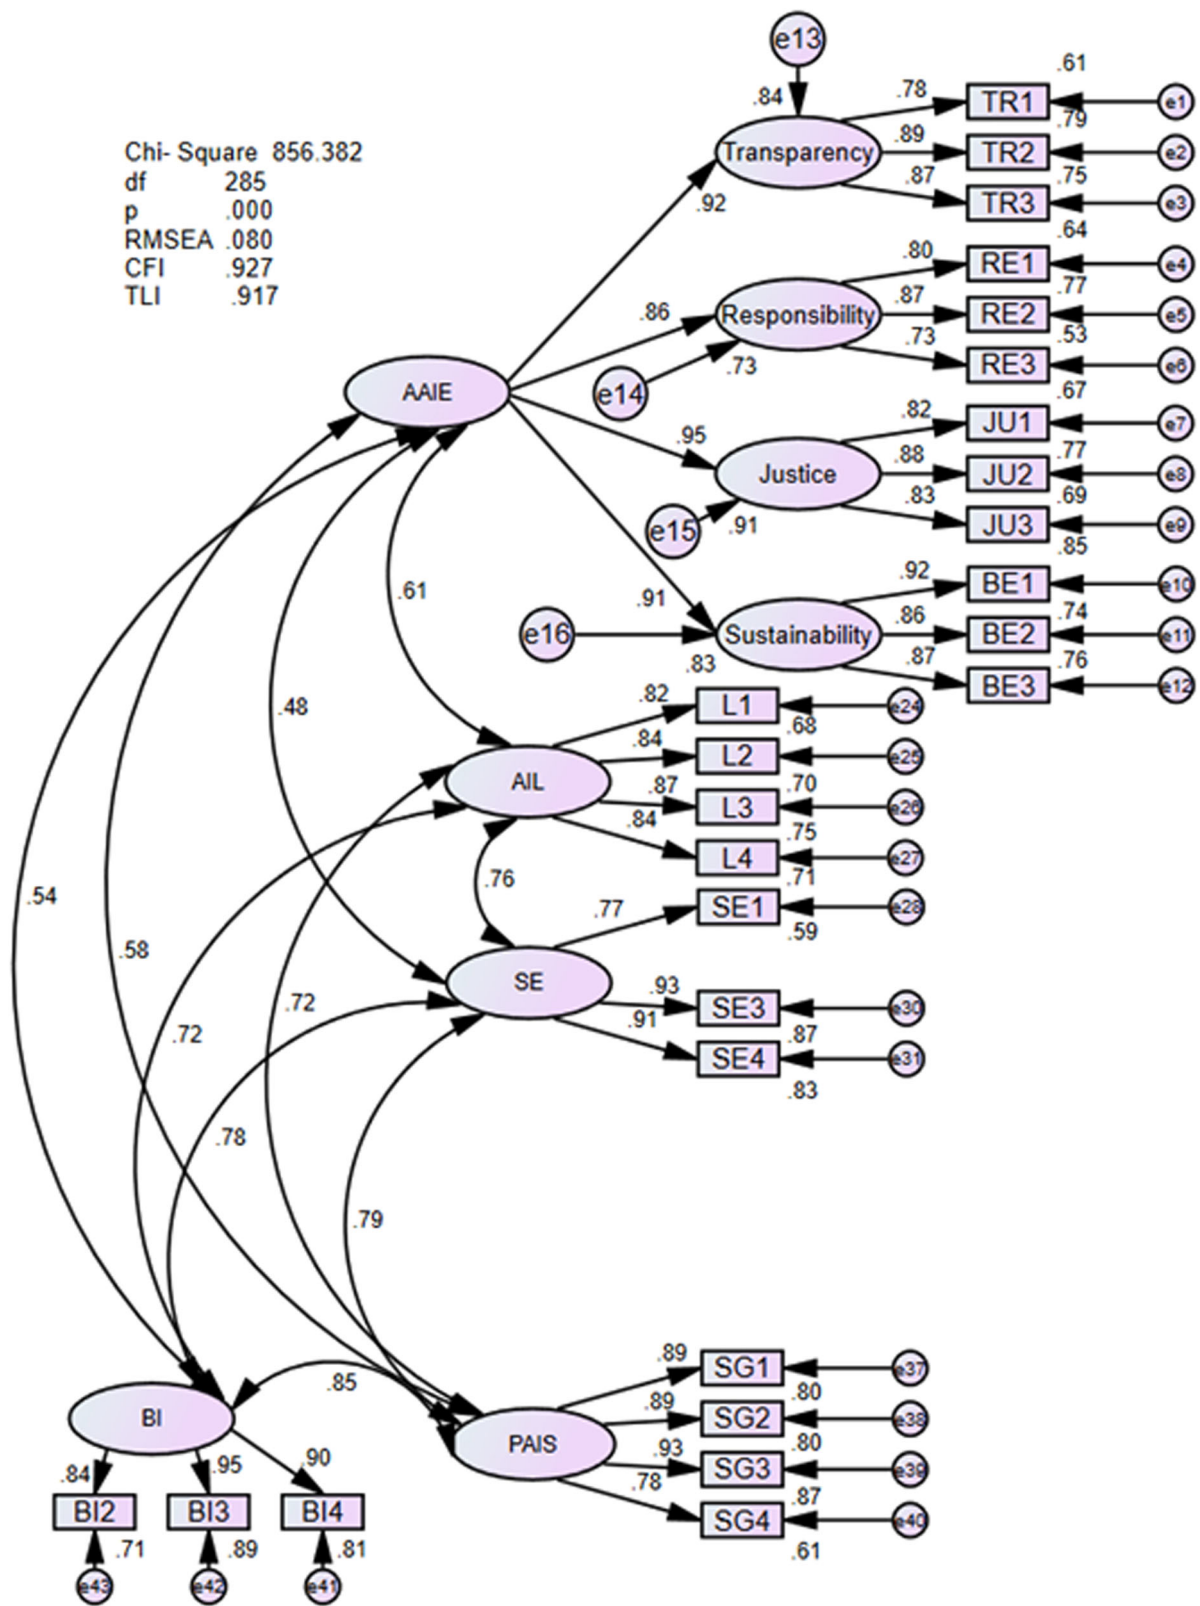 e13
.61
.84
.78
TR1
e1
.79
Chi- Square 856.382
Transparency
.89
TR2
e2
df 285
.75
.87
TR3
e3
p .000
.92
.64
RMSEA .080
.80
RE1
e4
CFI .927
.77
TLI .917
.86
Responsibility
.87
RE2
e5
.53
.73
RE3
e6
e14
.73
.67
AAIE
.82
JU1
e7
.95
.77
Justice
.88
JU2
e8
.69
.83
JU3
e9
e15
.91
.85
.61
.92
BE1
e10
.91
.74
e16
Sustainability
.86
BE2
e11
.76
.83
.87
BE3
e12
.48
.82
L1
e24
.68
.84
L2
e25
AIL
.70
.87
L3
e26
.84
.75
L4
e27
.71
.54
.76
.77
SE1
e28
.59
.58
SE
.93
SE3
e30
.72
.72
.91
.87
SE4
e31
.83
.78
.79
.89
SG1
e37
.85
.80
BI
.89
SG2
e38
PAIS
.80
.93
SG3
e39
.84
.95
.90
.78
.87
BI2
BI3
BI4
SG4
e40
.71
.89
.81
.61
e43
e42
e41